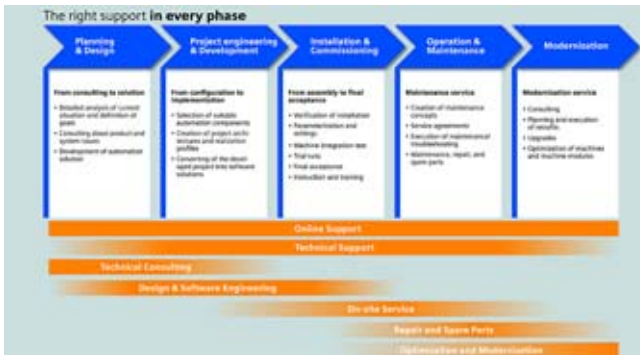 The right support in every phase
Planning
& Design
Project engineering
& Development
Installation &
Commissioning
Operation &
Maintenance
Modernization
From consulting to solution
• Detailed analysis of current
situation and definition of
goals
• Consulting about product and
system issues
• Development of automation
solution
From configuration to
implementation
• Selection of suitable
automation components
• Creation of project archi-
tectures and realization
profiles
• Converting of the devel-
oped project into software
solutions
From assembly to final
acceptance
• Verification of installation
• Parameterization and
settings
• Machine integration test
• Trial runs
• Final acceptance
• Instruction and training
Maintenance service
• Creation of maintenance
concepts
• Service agreements
• Execution of maintenance/
troubleshooting
• Maintenance, repair, and
spare parts
Modernization service
• Consulting
• Planning and execution
of retrofits
• Upgrades
• Optimization of machines
and machine modules
Online Support
Technical Support
Technical Consulting
Design & Software Engineering
On-site Service
Repair and Spare Parts
Optimization and Modernization